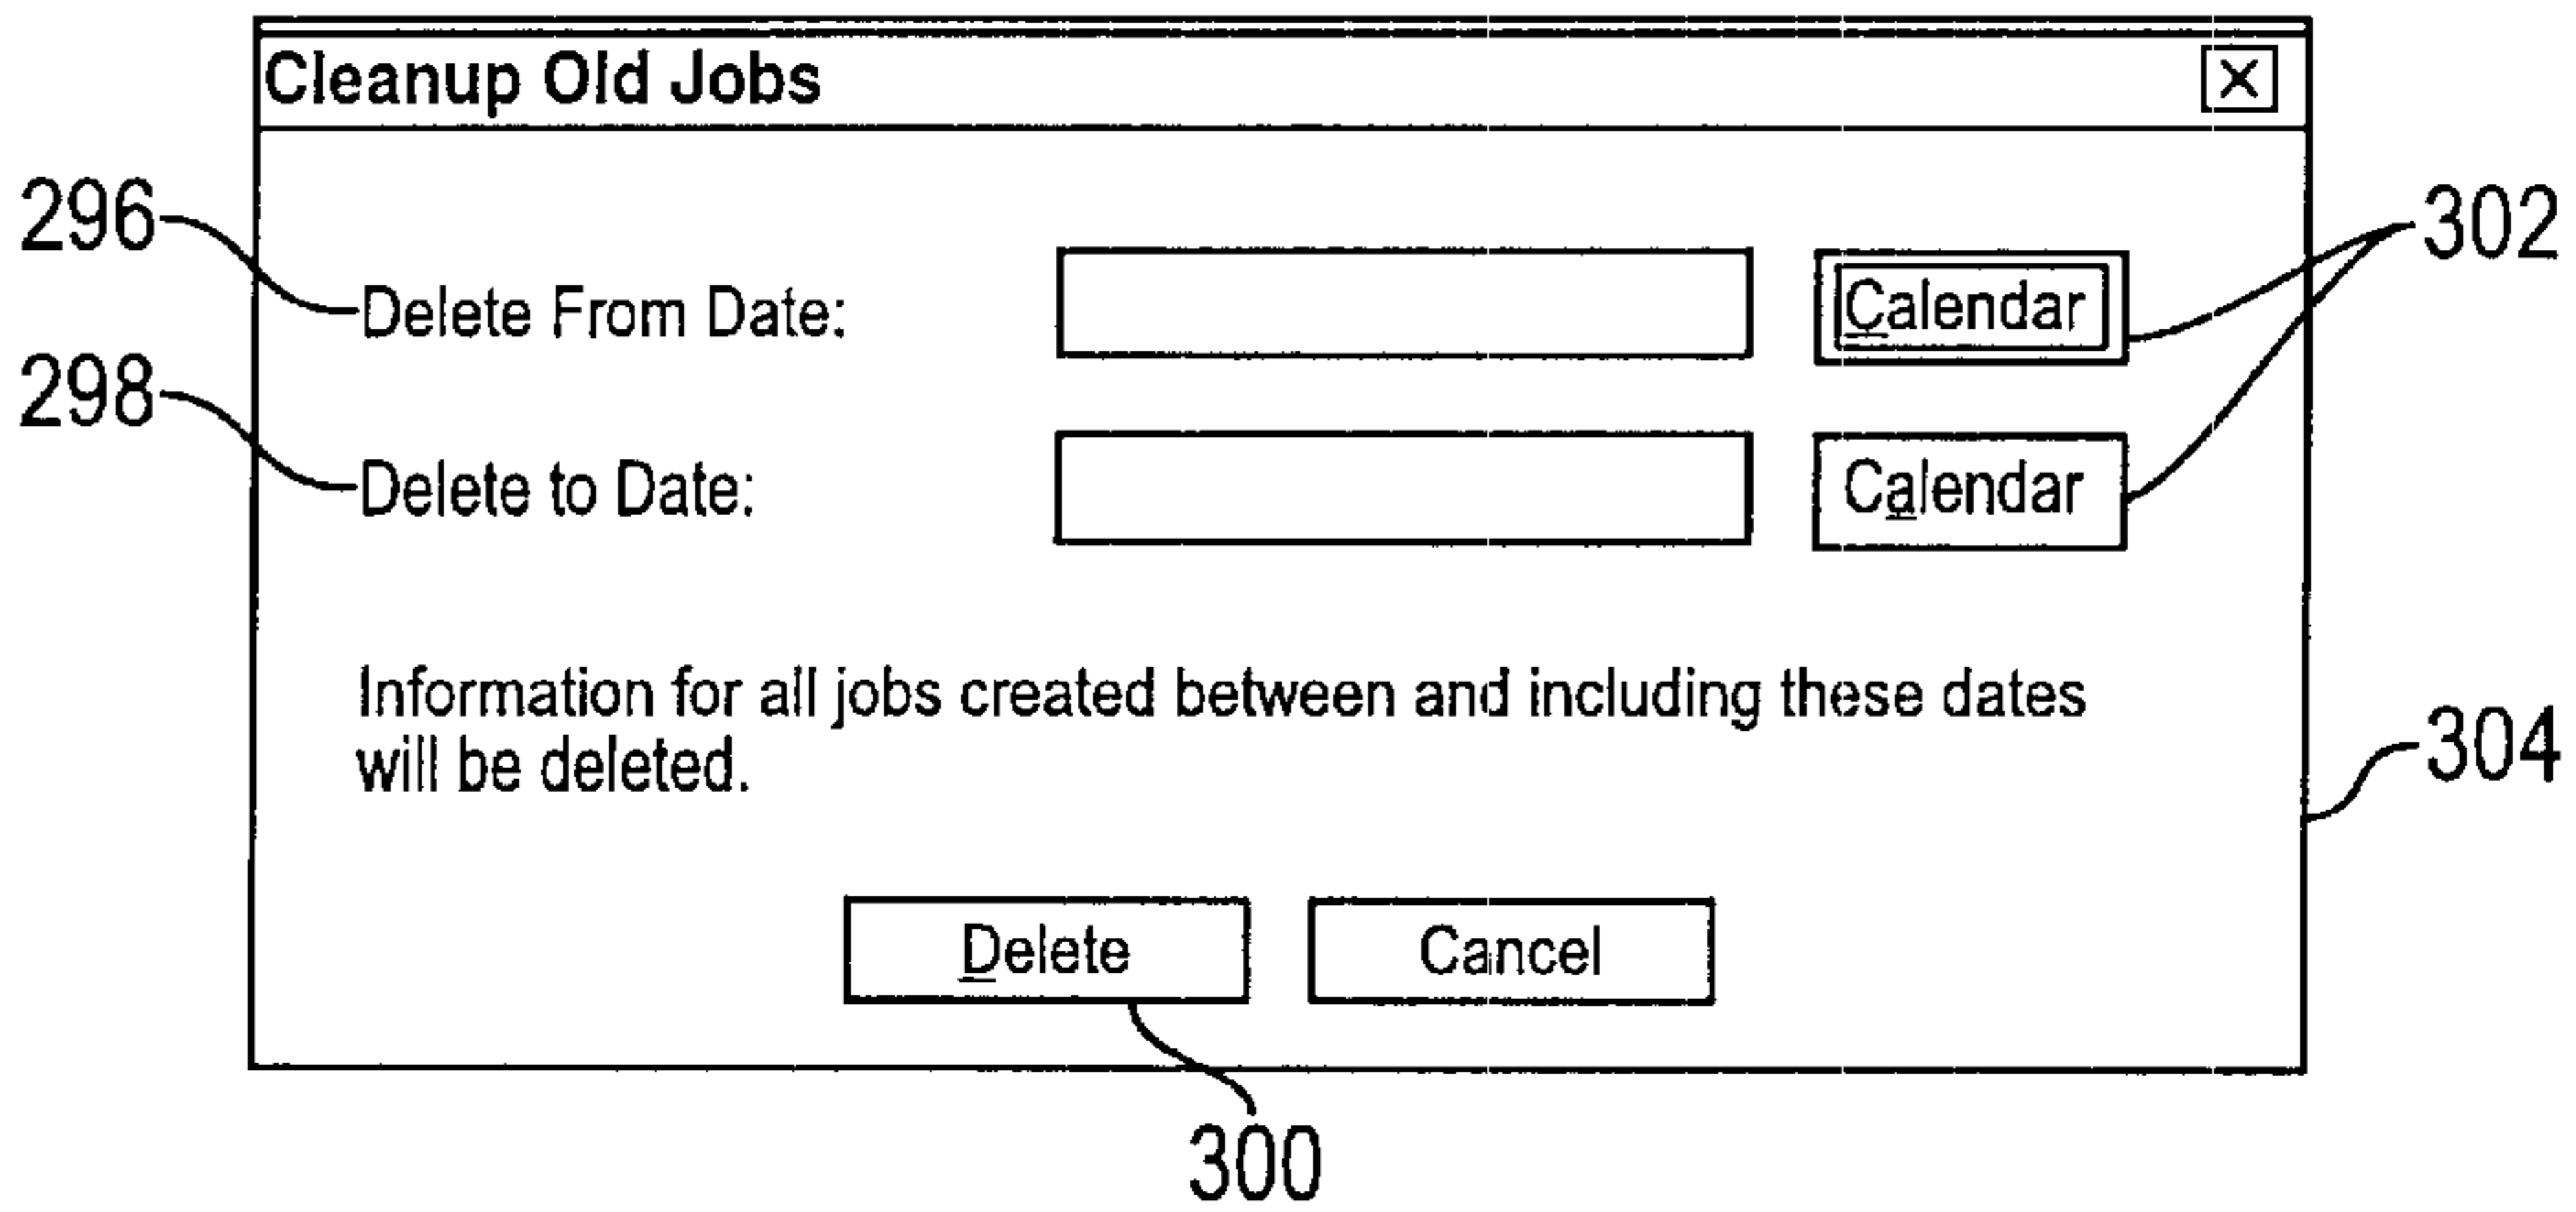 Cleanup Old Jobs X
296 Delete From Date: Calendar 302
298 Delete to Date: Calendar
Information for all jobs created between and including these dates
will be deleted.
304
Delete Cancel
300